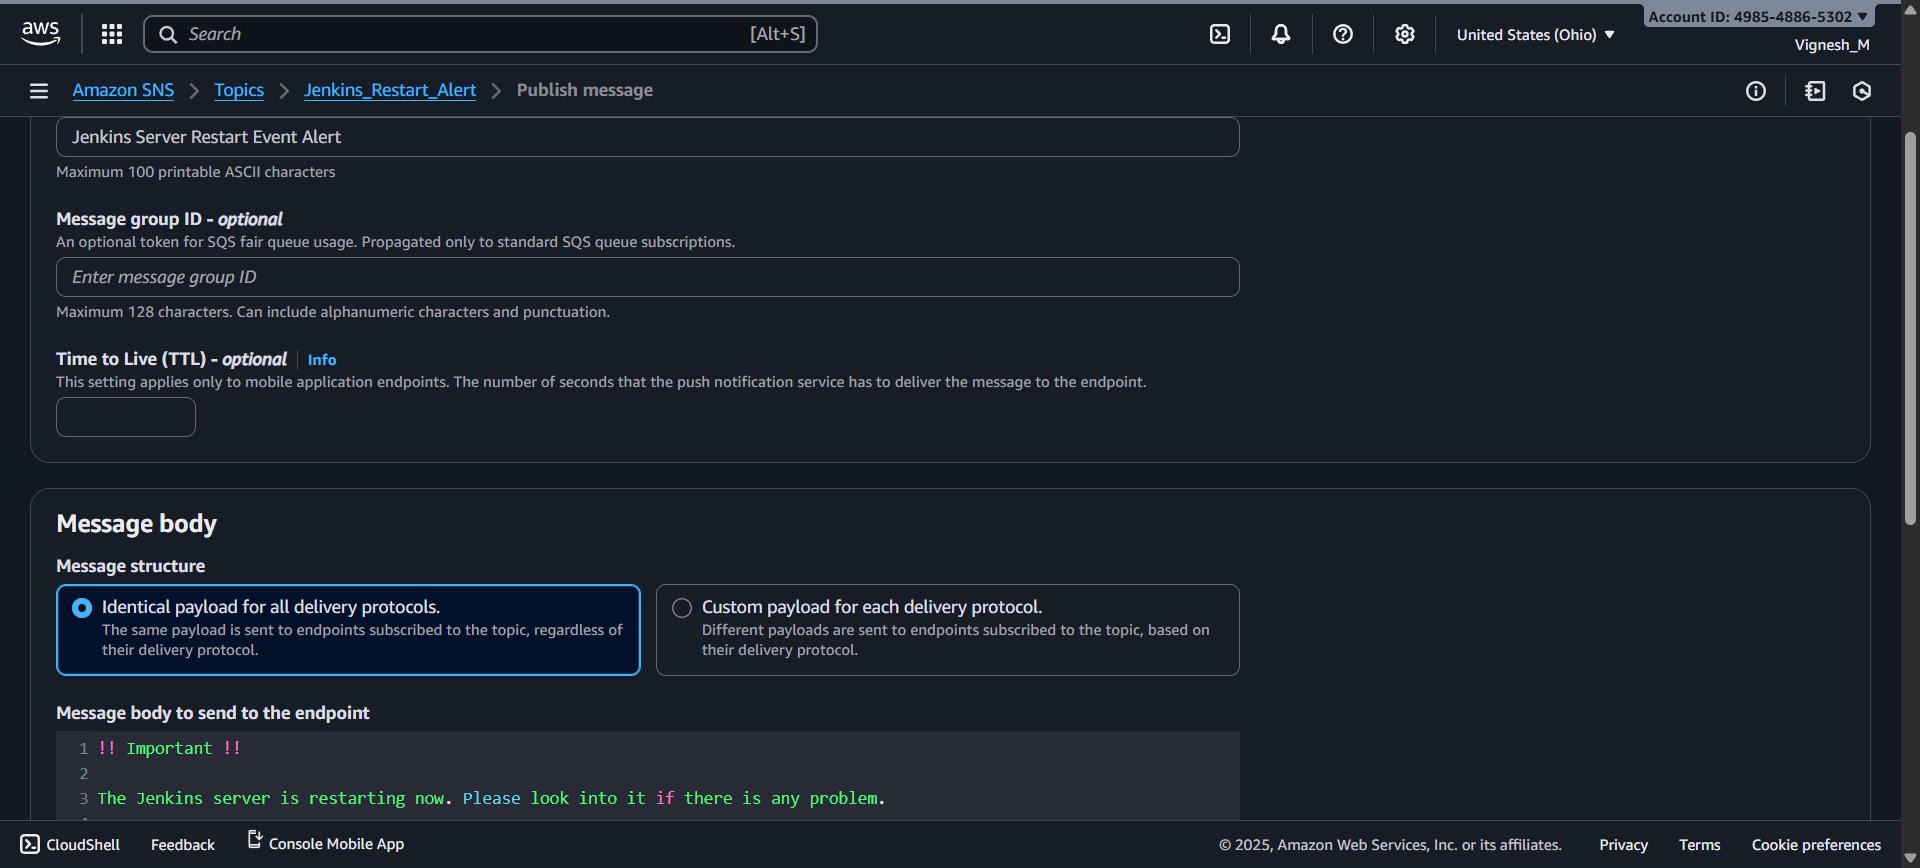 aws
Search [Alt+S]
United States (Ohio)
Account ID: 4985-4886-5302
Vignesh_M
Amazon SNS
Topics
Jenkins_Restart_Alert
Publish message
Jenkins Server Restart Event Alert
Maximum 100 printable ASCII characters
Message group ID - optional
An optional token for SQS fair queue usage. Propagated only to standard SQS queue subscriptions.
Enter message group ID
Maximum 128 characters. Can include alphanumeric characters and punctuation.
Time to Live (TTL) - optional Info
This setting applies only to mobile application endpoints. The number of seconds that the push notification service has to deliver the message to the endpoint.
Message body
Message structure
Identical payload for all delivery protocols.
The same payload is sent to endpoints subscribed to the topic, regardless of
their delivery protocol.
Custom payload for each delivery protocol.
Different payloads are sent to endpoints subscribed to the topic, based on
their delivery protocol.
Message body to send to the endpoint
1 !! Important !!
2
3 The Jenkins server is restarting now. Please look into it if there is any problem.
CloudShell
Feedback
Console Mobile App
© 2025, Amazon Web Services, Inc. or its affiliates.
Privacy
Terms
Cookie preferences